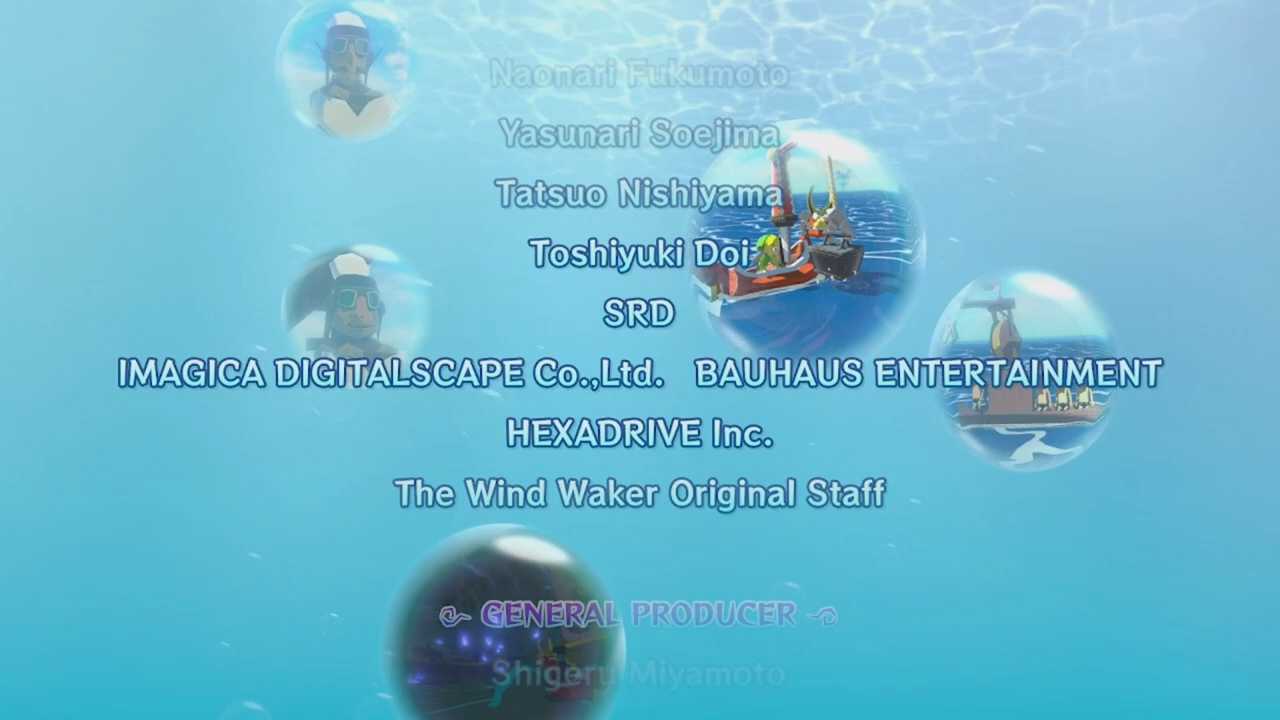 Naonari Fukumoto
Yasunari Soejima
Tatsuo Nishiyama
Toshiyuki Doi
SRD
IMAGICA DIGITALSCAPE Co.,Ltd. BAUHAUS ENTERTAINMENT
HEXADRIVE Inc.
The Wind Waker Original Staff
GENERAL PRODUCER
Shigeru Miyamoto